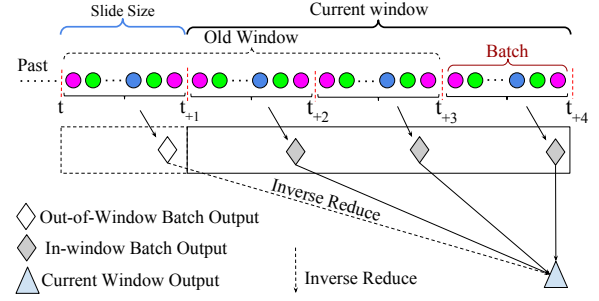 Slide Size
Current window
Old Window
Batch
Past
t
t+1
t+2
t+3
t+4
Inverse Reduce
Out-of-Window Batch Output
In-window Batch Output
Current Window Output
Inverse Reduce